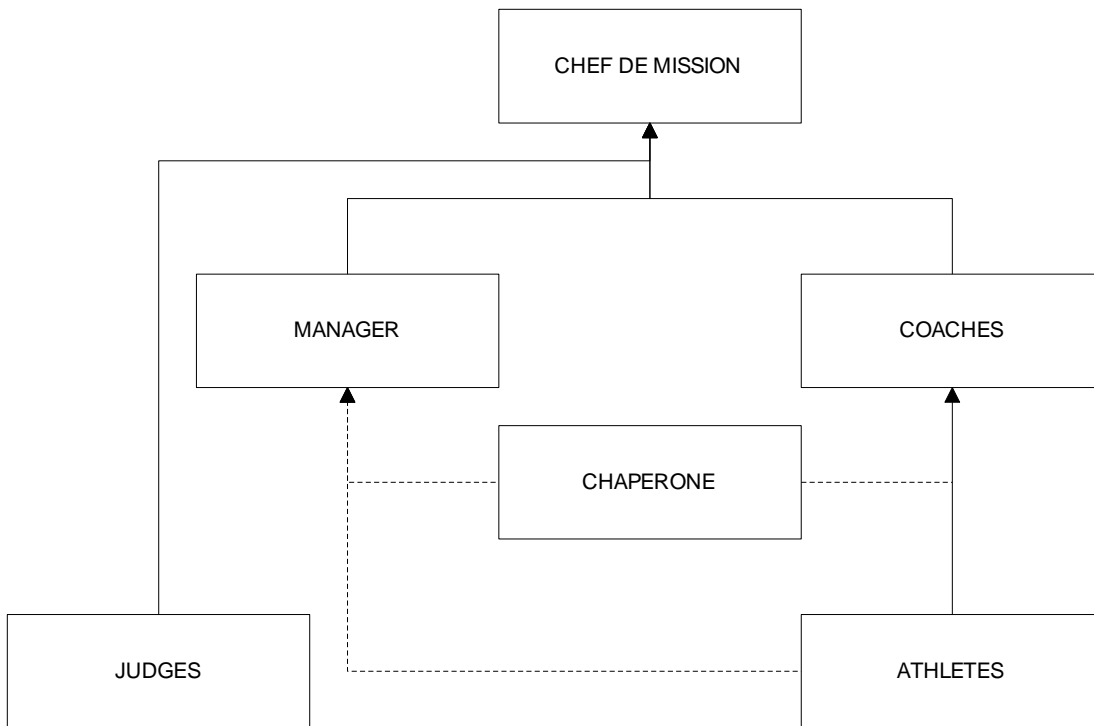 CHEF DE MISSION
MANAGER
COACHES
CHAPERONE
JUDGES
ATHLETES